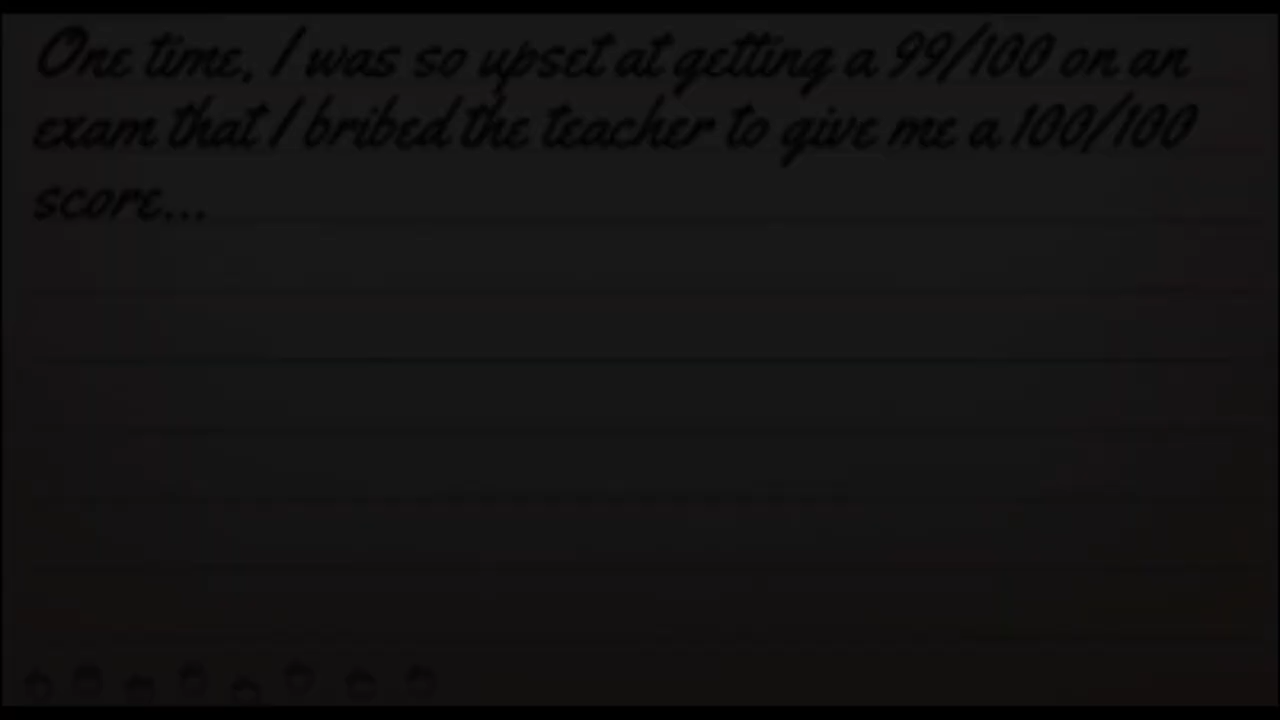 One time, I was so upset at getting a 99/100 on an
exam that I bribed the teacher to give me a 100/100
score...